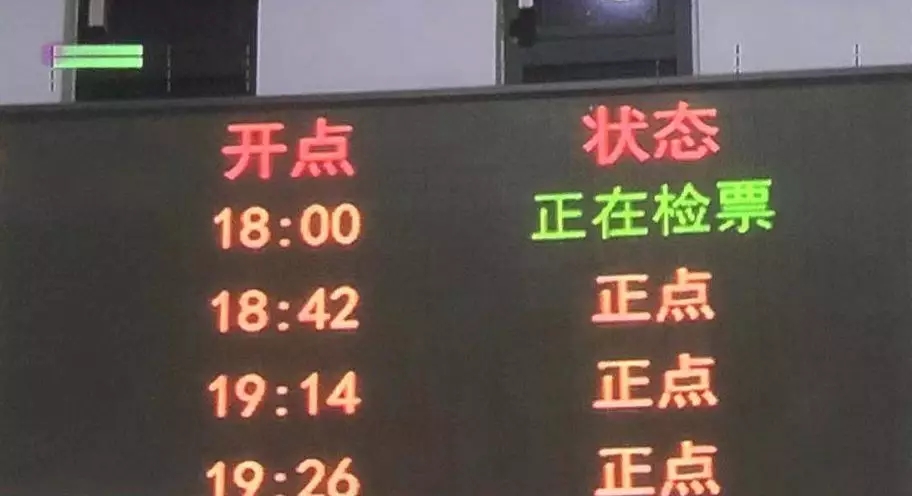 开点 状态
18:00 正在检票
18:42 正点
19:14 正点
19:26 正点